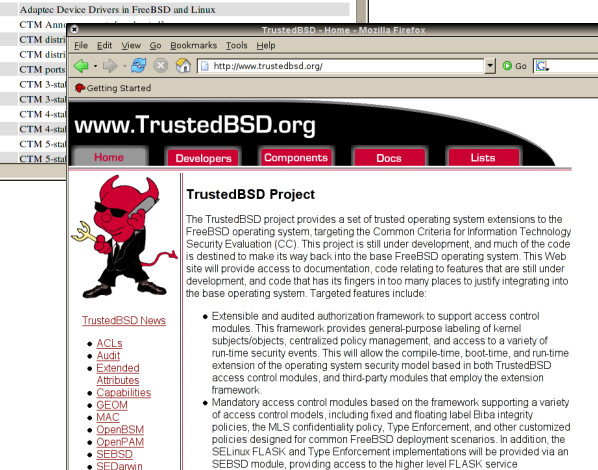 Adaptec Device Drivers in FreeBSD and Linux
CTM
CTM distri
CTM distri
CTM ports
CTM 3-stal
CTM 3-stal
CTM 4-stal
CTM 4-stal
CTM 5-stal
CTM 5-stal
TrustedBSD - Home - Mozilla Firefox
File Edit View Go Bookmarks Tools Help
http://www.trustedbsd.org/ Go G
Getting Started
www.TrustedBSD.org
Home Developers Components Docs Lists
TrustedBSD Project
The TrustedBSD project provides a set of trusted operating system extensions to the
FreeBSD operating system, targeting the Common Criteria for Information Technology
Security Evaluation (CC). This project is still under development, and much of the code
is destined to make its way back into the base FreeBSD operating system. This Web
site will provide access to documentation, code relating to features that are still under
development, and code that has its fingers in too many places to justify integrating into
the base operating system. Targeted features include:
Extensible and audited authorization framework to support access control
modules. This framework provides general-purpose labeling of kernel
subjects/objects, centralized policy management, and access to a variety of
run-time security events. This will allow the compile-time, boot-time, and run-time
extension of the operating system security model based in both TrustedBSD
access control modules, and third-party modules that employ the extension
framework.
Mandatory access control modules based on the framework supporting a variety
of access control models, including fixed and floating label Biba integrity
policies, the MLS confidentiality policy, Type Enforcement, and other customized
policies designed for common FreeBSD deployment scenarios. In addition, the
SELinux FLASK and Type Enforcement implementations will be provided via an
SEBSD module, providing access to the higher level FLASK service
TrustedBSD News
ACLs
Audit
Extended
Attributes
Capabilities
GEOM
MAC
OpenBSM
OpenPAM
SEBSD
SEDarwin